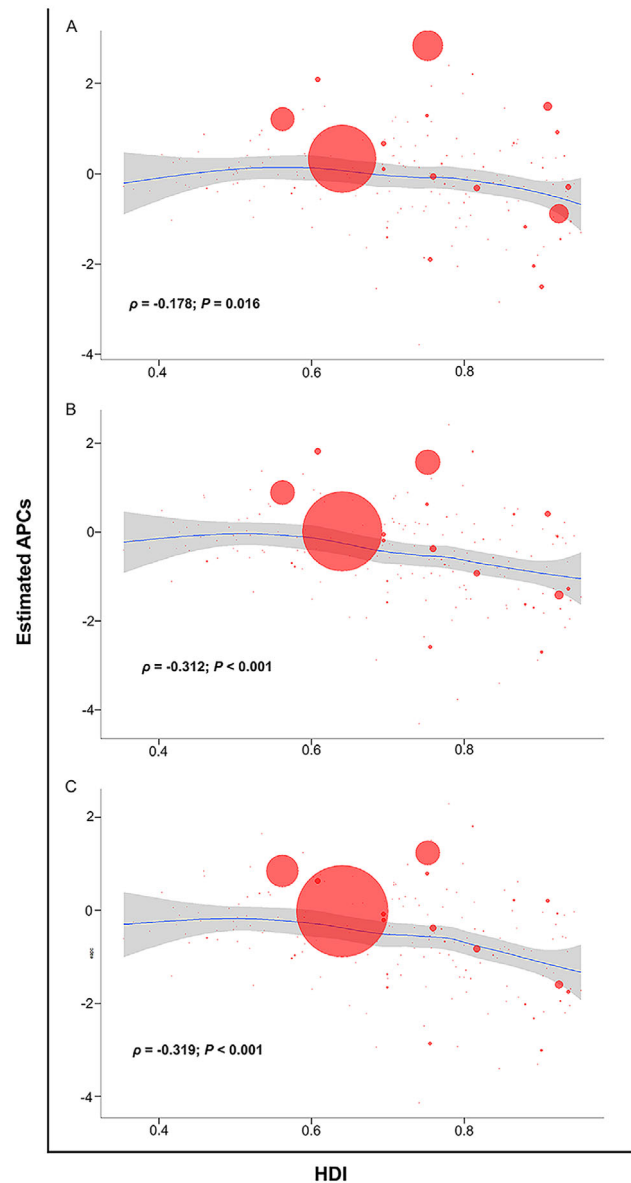 A
2
0
-2
-4
ρ = -0.178; P = 0.016
0.4 0.6 0.8
B
2
0
-2
-4
ρ = -0.312; P < 0.001
0.4 0.6 0.8
C
2
0
-2
-4
ρ = -0.319; P < 0.001
0.4 0.6 0.8
Estimated APCs
HDI